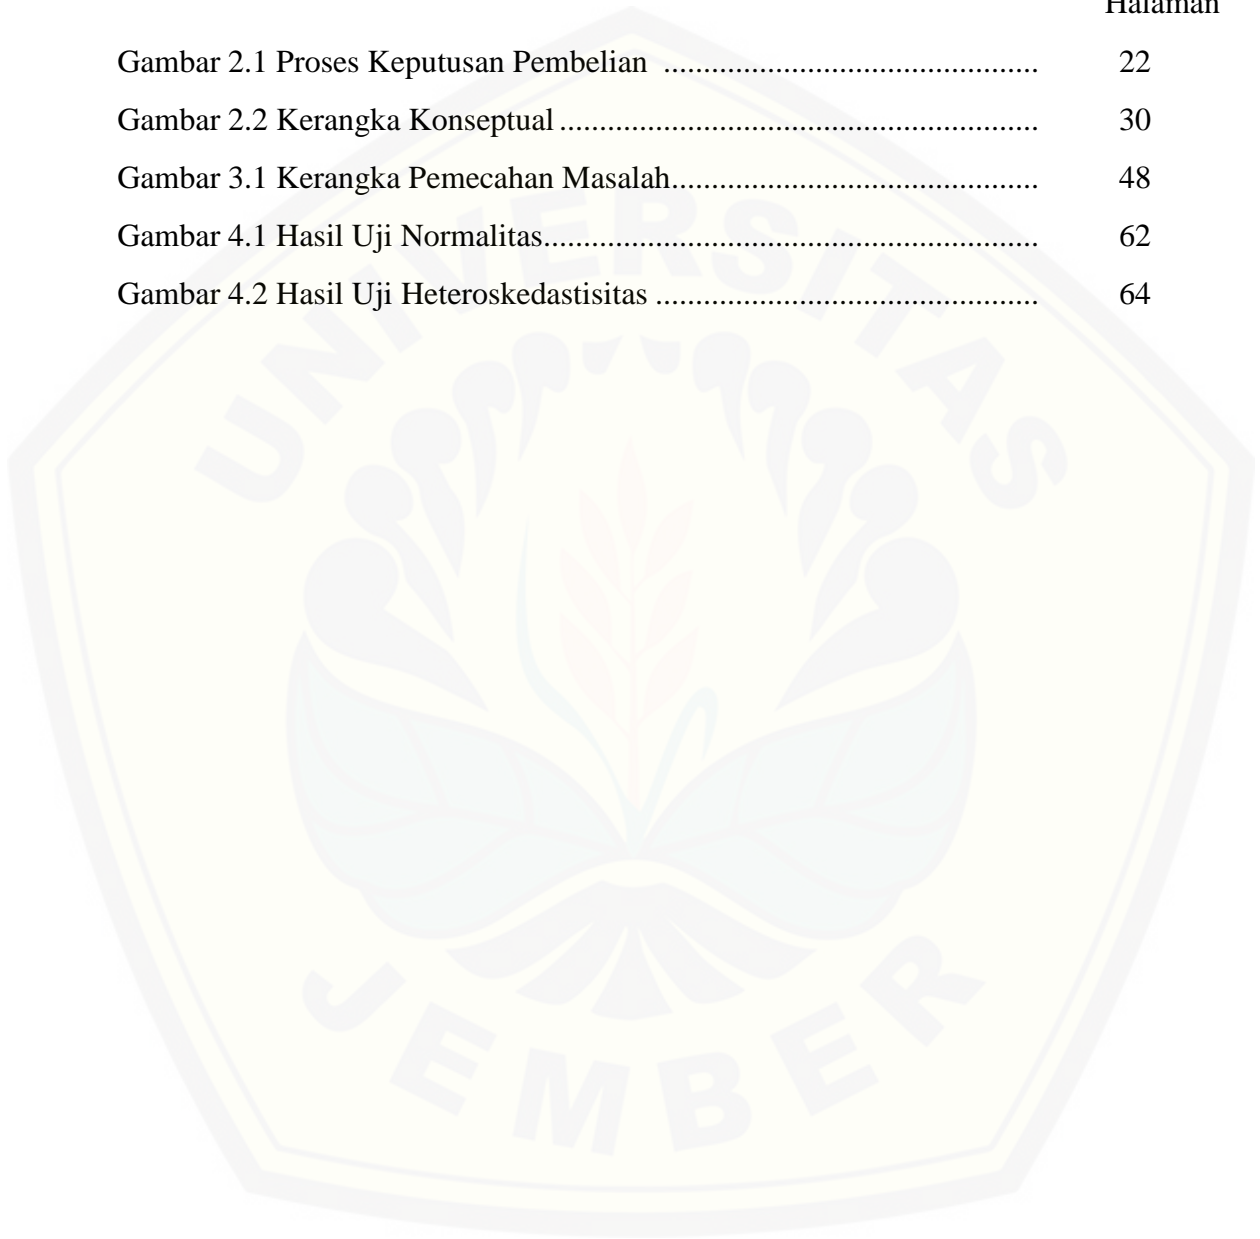 Halaman
Gambar 2.1 Proses Keputusan Pembelian ............................................... 22
Gambar 2.2 Kerangka Konseptual ............................................................ 30
Gambar 3.1 Kerangka Pemecahan Masalah.............................................. 48
Gambar 4.1 Hasil Uji Normalitas.............................................................. 62
Gambar 4.2 Hasil Uji Heteroskedastisitas ................................................ 64
UNIVERSITAS
JEMBER